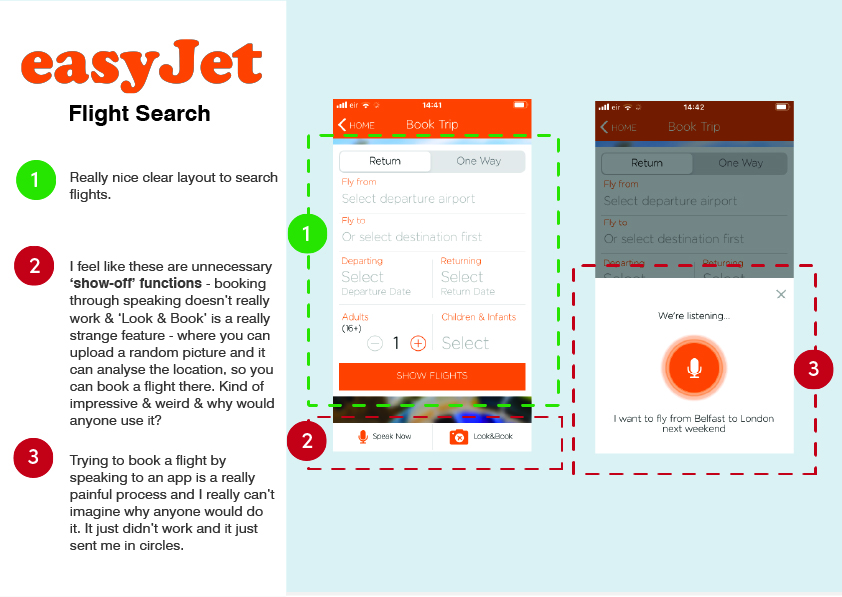 easyJet
Flight Search
1
Really nice clear layout to search
flights.
2
I feel like these are unnecessary
‘show-off’ functions - booking
through speaking doesn’t really
work & ‘Look & Book’ is a really
strange feature - where you can
upload a random picture and it
can analyse the location, so you
can book a flight there. Kind of
impressive & weird & why would
anyone use it?
3
Trying to book a flight by
speaking to an app is a really
painful process and I really can’t
imagine why anyone would do
it. It just didn’t work and it just
sent me in circles.
eir 14:41
HOME Book Trip
Return One Way
Fly from
Select departure airport
1
Fly to
Or select destination first
Departing Returning
Select Select
Departure Date Return Date
Adults Children & Infants
(16+)
1 Select
SHOW FLIGHTS
2
Speak Now Look&Book
eir 14:42
HOME Book Trip
Return One Way
Fly from
Select departure airport
Fly to
Or select destination first
Departing Returning
Select Select
We're listening...
3
I want to fly from Belfast to London
next weekend